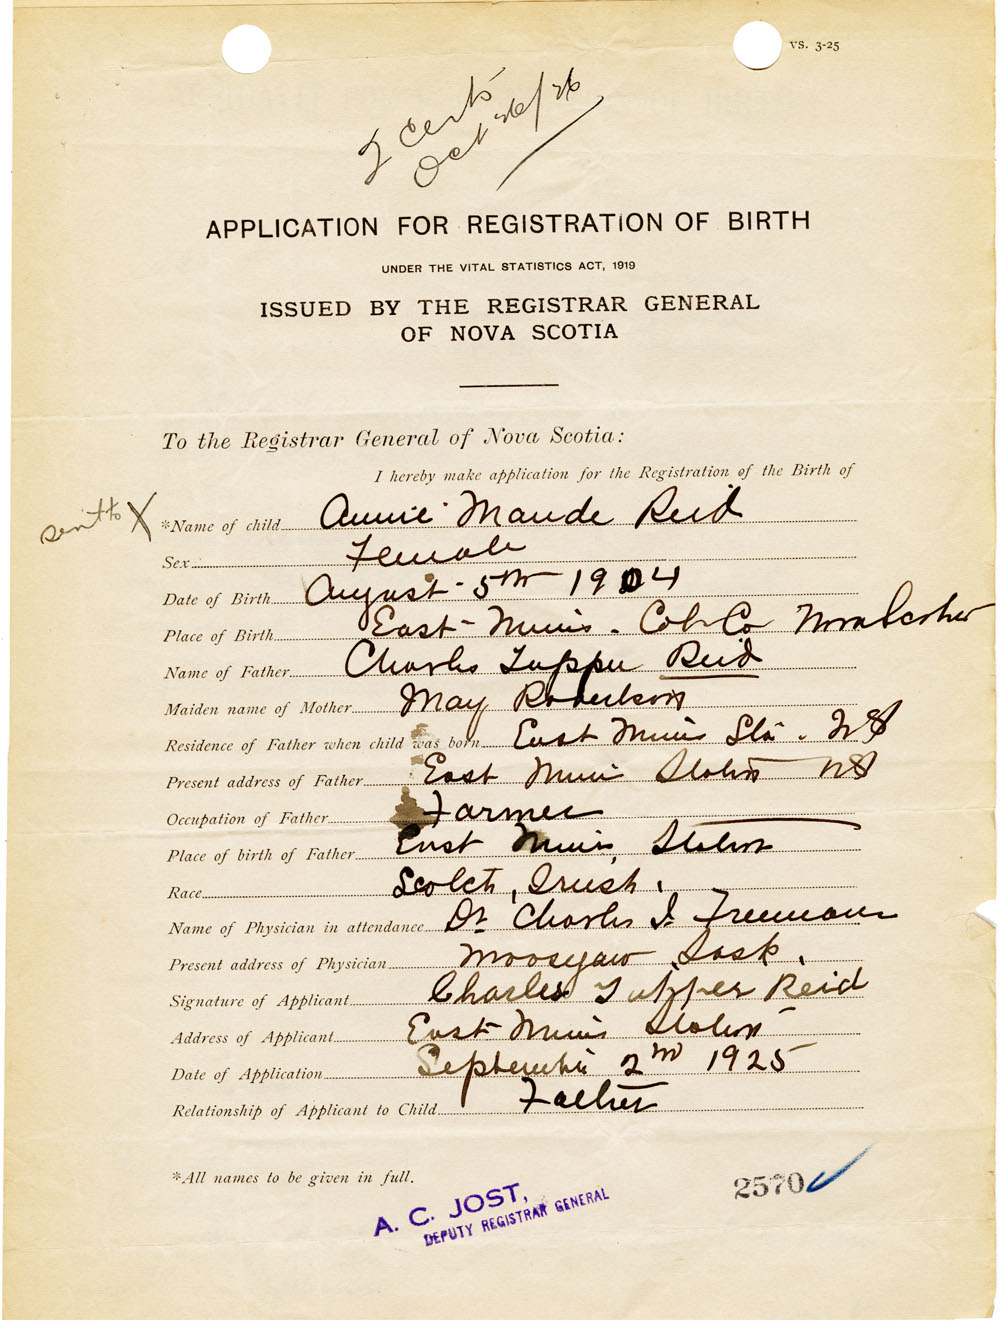 VS. 3-25
2 certs
Oct 26/26
APPLICATION FOR REGISTRATION OF BIRTH
UNDER THE VITAL STATISTICS ACT, 1919
ISSUED BY THE REGISTRAR GENERAL
OF NOVA SCOTIA
To the Registrar General of Nova Scotia:
I hereby make application for the Registration of the Birth of
sent to X *Name of child Annie Maude Reid
Sex Female
Date of Birth August 5th 1904
Place of Birth East Mines. Col. Co Nova Scotia
Name of Father Charles Tupper Reid
Maiden name of Mother May Robertson
Residence of Father when child was born East Mines Sta. NS
Present address of Father East Mines Station NS
Occupation of Father Farmer
Place of birth of Father East Mines, Station
Race Scotch, Irish.
Name of Physician in attendance Dr Charles I. Freeman
Present address of Physician Moosejaw, Sask.
Signature of Applicant Charles Tupper Reid
Address of Applicant East Mines Station
Date of Application September 2nd 1925
Relationship of Applicant to Child Father
*All names to be given in full.
2570
A. C. JOST,
DEPUTY REGISTRAR GENERAL